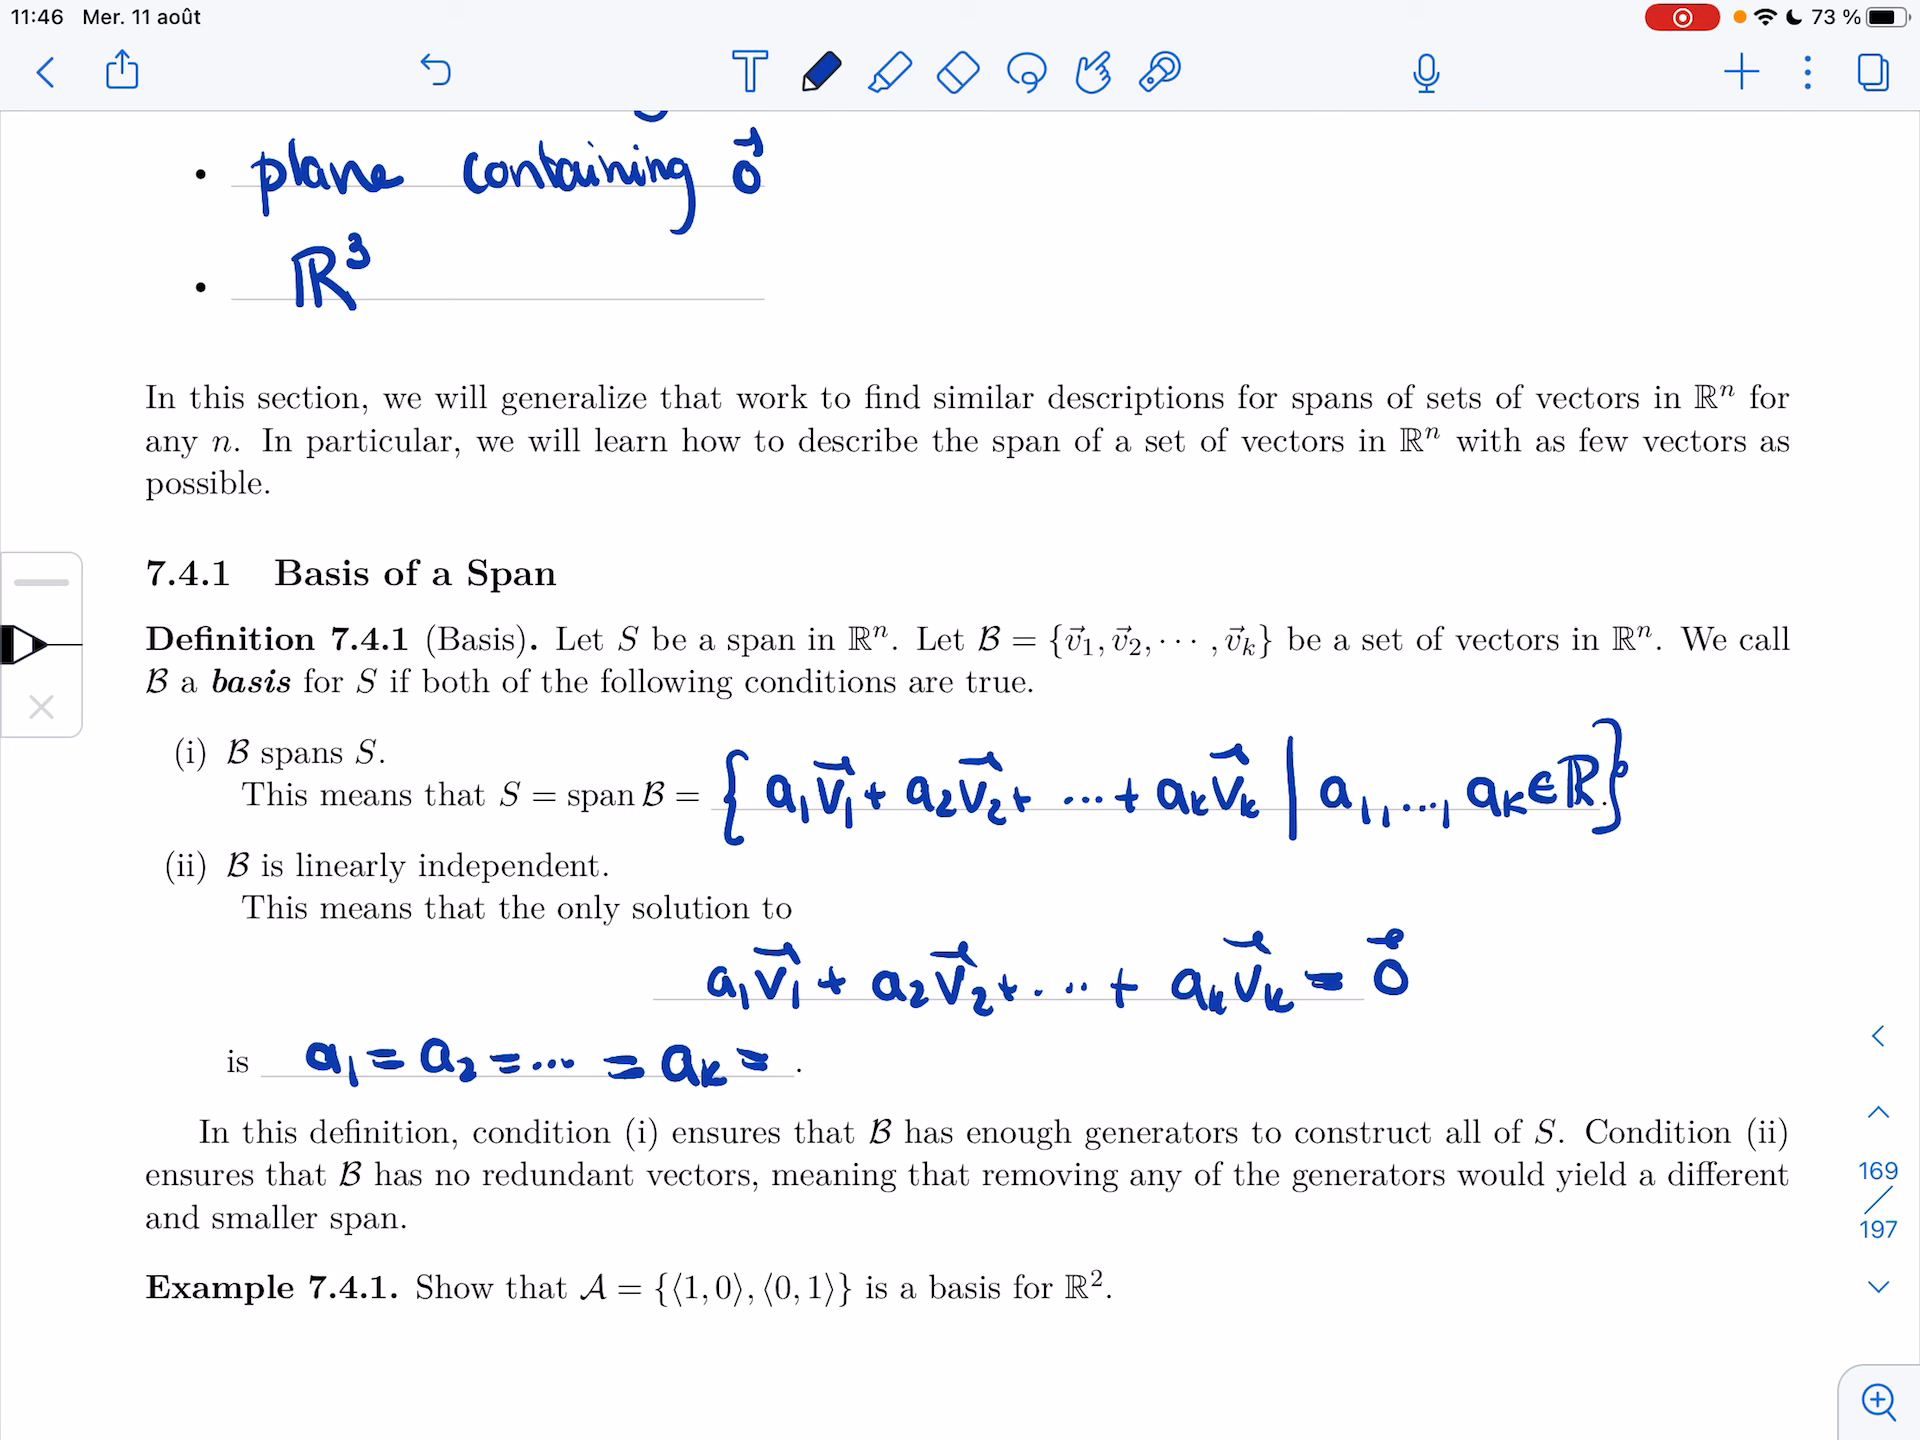 11:46 Mer. 11 août 73 %
T
• plane containing 0⃗
• ℝ³
In this section, we will generalize that work to find similar descriptions for spans of sets of vectors in ℝⁿ for
any n. In particular, we will learn how to describe the span of a set of vectors in ℝⁿ with as few vectors as
possible.
7.4.1 Basis of a Span
Definition 7.4.1 (Basis). Let S be a span in ℝⁿ. Let ℬ = {v⃗₁, v⃗₂, ⋯ , v⃗ₖ} be a set of vectors in ℝⁿ. We call
ℬ a basis for S if both of the following conditions are true.
(i) ℬ spans S.
This means that S = span ℬ = { a₁v⃗₁ + a₂v⃗₂ + ... + aₖv⃗ₖ | a₁, ..., aₖ ∈ ℝ }.
(ii) ℬ is linearly independent.
This means that the only solution to
a₁v⃗₁ + a₂v⃗₂ + ... + aₖv⃗ₖ = 0⃗
is a₁ = a₂ = ... = aₖ = .
In this definition, condition (i) ensures that ℬ has enough generators to construct all of S. Condition (ii)
ensures that ℬ has no redundant vectors, meaning that removing any of the generators would yield a different
and smaller span.
Example 7.4.1. Show that 𝒜 = {⟨1, 0⟩, ⟨0, 1⟩} is a basis for ℝ².
169
/
197